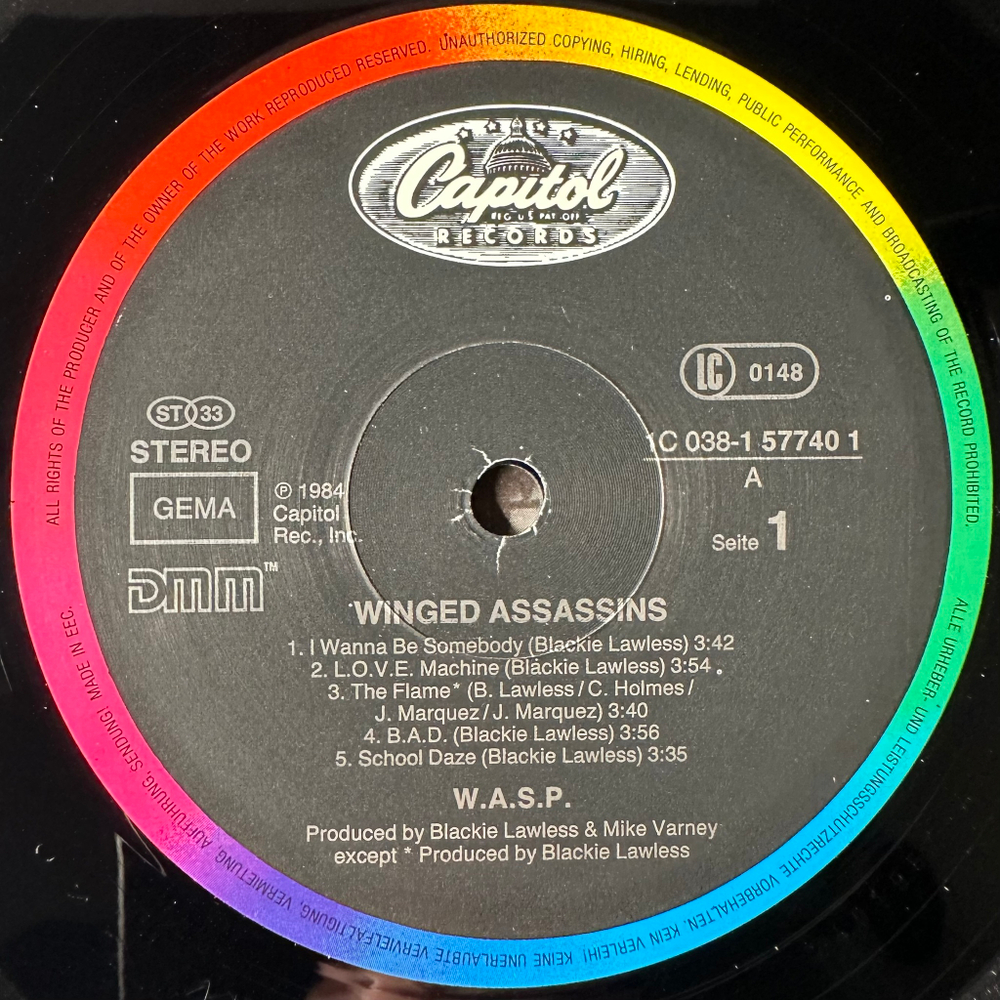 ALL RIGHTS OF THE PRODUCER AND OF THE OWNER OF THE WORK REPRODUCED RESERVED. UNAUTHORIZED COPYING, HIRING, LENDING, PUBLIC PERFORMANCE AND BROADCASTING OF THE RECORD PROHIBITED.
Capitol
REG U S PAT OFF
RECORDS
LC 0148
ST 33
STEREO
GEMA
℗ 1984
Capitol
Rec., Inc.
DMM™
1C 038-1 57740 1
A
Seite 1
WINGED ASSASSINS
1. I Wanna Be Somebody (Blackie Lawless) 3:42
2. L.O.V.E. Machine (Blackie Lawless) 3:54
3. The Flame* (B. Lawless/C. Holmes/
J. Marquez/J. Marquez) 3:40
4. B.A.D. (Blackie Lawless) 3:56
5. School Daze (Blackie Lawless) 3:35
W.A.S.P.
Produced by Blackie Lawless & Mike Varney
except * Produced by Blackie Lawless
ALLE URHEBER- UND LEISTUNGSSCHUTZRECHTE VORBEHALTEN. KEIN VERLEIH! KEINE UNERLAUBTE VERVIELFÄLTIGUNG, VERMIETUNG, AUFFÜHRUNG, SENDUNG! MADE IN EEC.